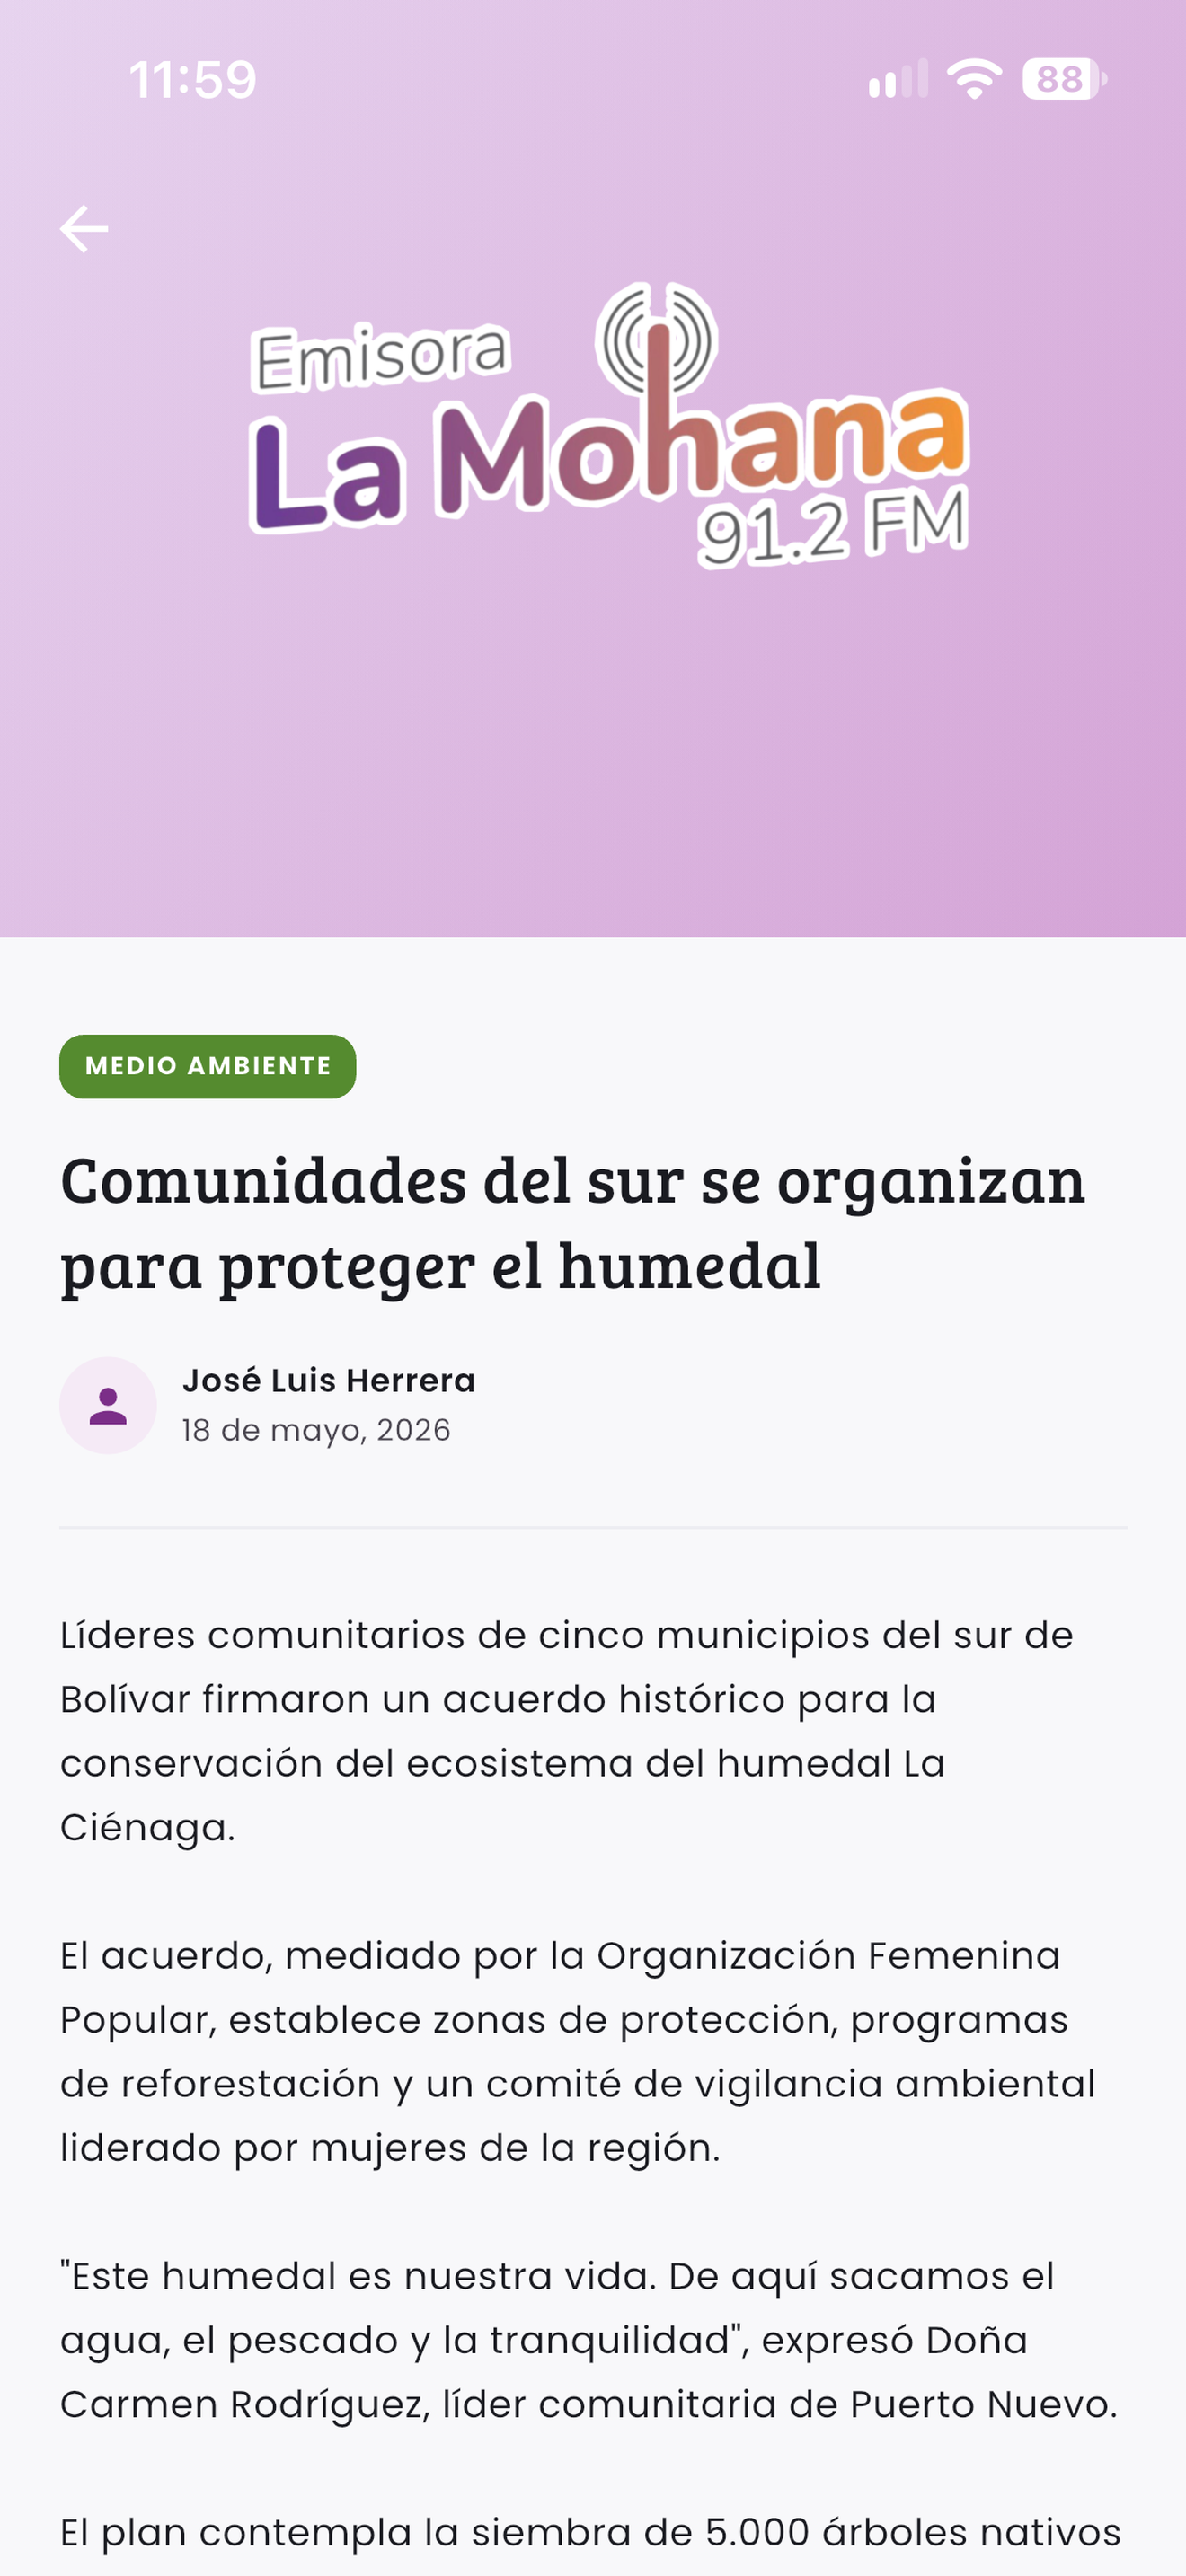 11:59
88
Emisora
La Mohana
91.2 FM
MEDIO AMBIENTE
Comunidades del sur se organizan
para proteger el humedal
José Luis Herrera
18 de mayo, 2026
Líderes comunitarios de cinco municipios del sur de
Bolívar firmaron un acuerdo histórico para la
conservación del ecosistema del humedal La
Ciénaga.
El acuerdo, mediado por la Organización Femenina
Popular, establece zonas de protección, programas
de reforestación y un comité de vigilancia ambiental
liderado por mujeres de la región.
"Este humedal es nuestra vida. De aquí sacamos el
agua, el pescado y la tranquilidad", expresó Doña
Carmen Rodríguez, líder comunitaria de Puerto Nuevo.
El plan contempla la siembra de 5.000 árboles nativos